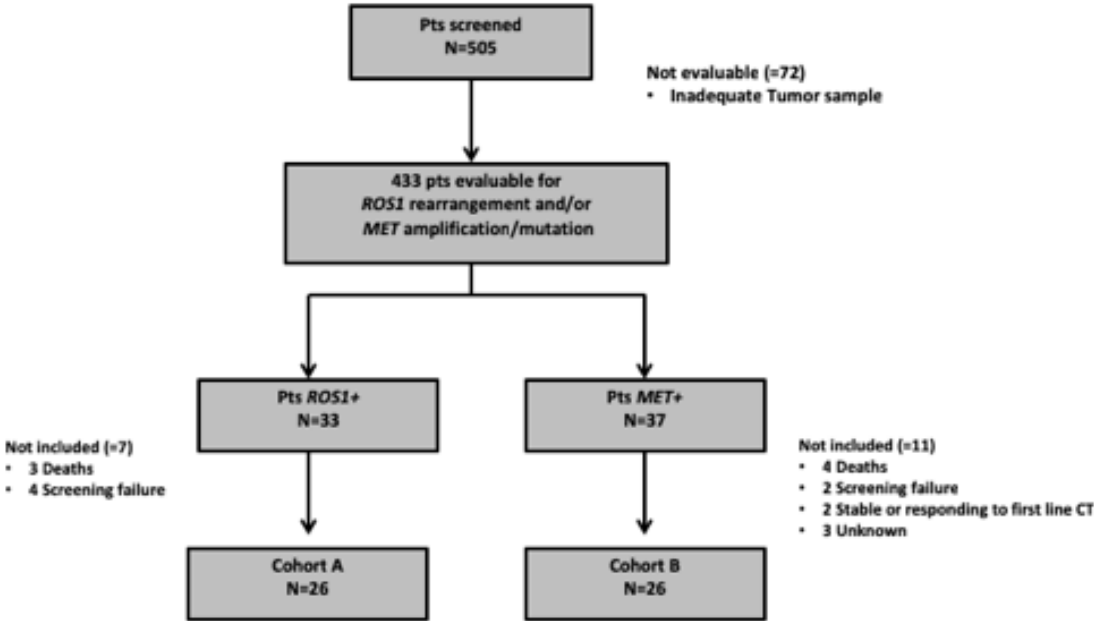 Pts screened
N=505
Not evaluable (=72)
• Inadequate Tumor sample
433 pts evaluable for
ROS1 rearrangement and/or
MET amplification/mutation
Pts ROS1+
N=33
Pts MET+
N=37
Not included (=7)
• 3 Deaths
• 4 Screening failure
Not included (=11)
• 4 Deaths
• 2 Screening failure
• 2 Stable or responding to first line CT
• 3 Unknown
Cohort A
N=26
Cohort B
N=26